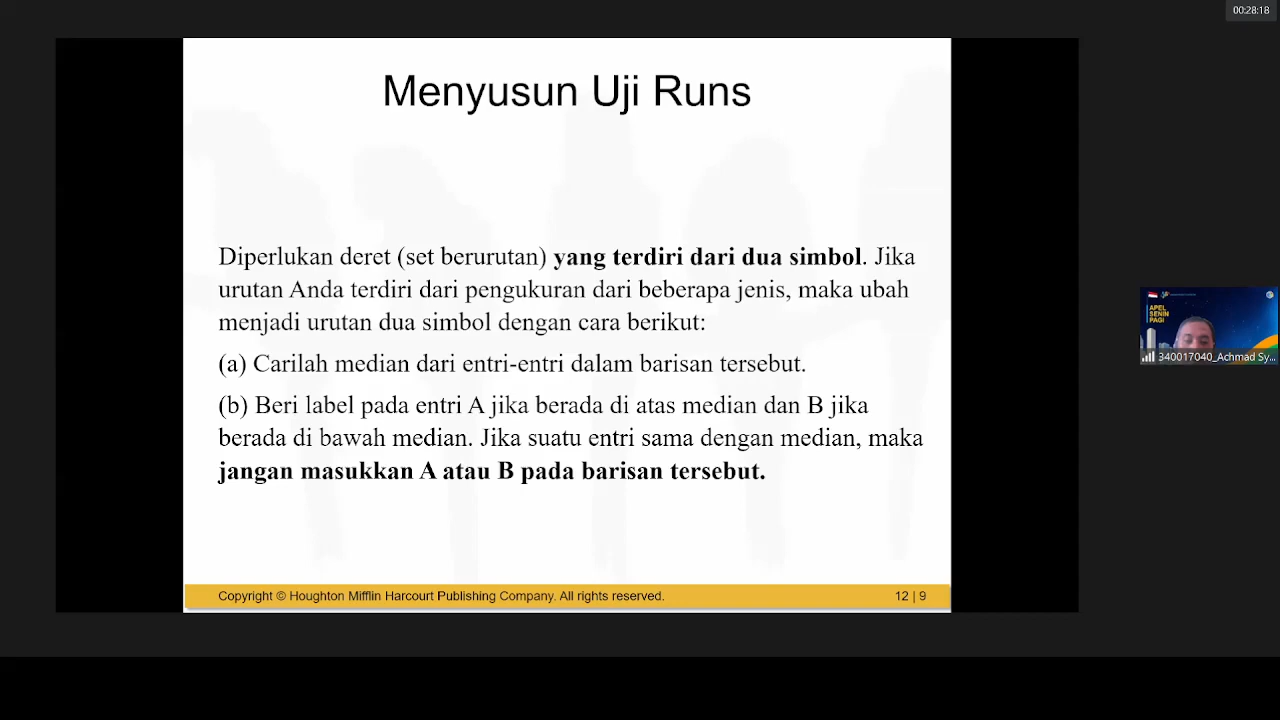 00:28:18
Menyusun Uji Runs
Diperlukan deret (set berurutan) yang terdiri dari dua simbol. Jika
urutan Anda terdiri dari pengukuran dari beberapa jenis, maka ubah
menjadi urutan dua simbol dengan cara berikut:
(a) Carilah median dari entri-entri dalam barisan tersebut.
(b) Beri label pada entri A jika berada di atas median dan B jika
berada di bawah median. Jika suatu entri sama dengan median, maka
jangan masukkan A atau B pada barisan tersebut.
APEL
SENIN
PAGI
340017040_Achmad Sy...
Copyright © Houghton Mifflin Harcourt Publishing Company. All rights reserved.
12 | 9